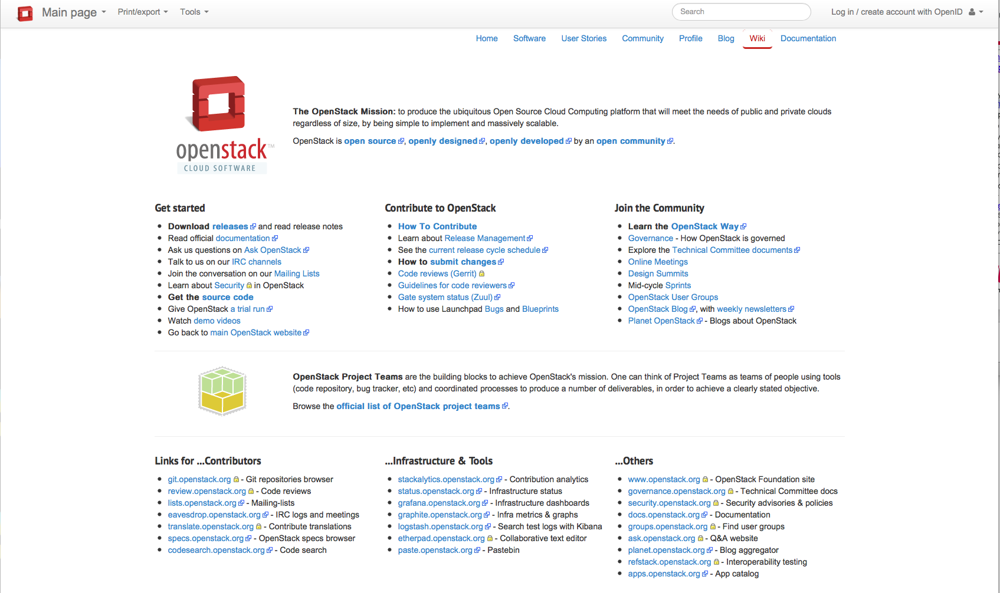 Main page Print/export Tools Search Log in / create account with OpenID
Home Software User Stories Community Profile Blog Wiki Documentation
openstack™
CLOUD SOFTWARE
The OpenStack Mission: to produce the ubiquitous Open Source Cloud Computing platform that will meet the needs of public and private clouds
regardless of size, by being simple to implement and massively scalable.
OpenStack is open source, openly designed, openly developed by an open community.
Get started
Download releases and read release notes
Read official documentation
Ask us questions on Ask OpenStack
Talk to us on our IRC channels
Join the conversation on our Mailing Lists
Learn about Security in OpenStack
Get the source code
Give OpenStack a trial run
Watch demo videos
Go back to main OpenStack website
Contribute to OpenStack
How To Contribute
Learn about Release Management
See the current release cycle schedule
How to submit changes
Code reviews (Gerrit)
Guidelines for code reviewers
Gate system status (Zuul)
How to use Launchpad Bugs and Blueprints
Join the Community
Learn the OpenStack Way
Governance - How OpenStack is governed
Explore the Technical Committee documents
Online Meetings
Design Summits
Mid-cycle Sprints
OpenStack User Groups
OpenStack Blog, with weekly newsletters
Planet OpenStack - Blogs about OpenStack
OpenStack Project Teams are the building blocks to achieve OpenStack's mission. One can think of Project Teams as teams of people using tools
(code repository, bug tracker, etc) and coordinated processes to produce a number of deliverables, in order to achieve a clearly stated objective.
Browse the official list of OpenStack project teams.
Links for ...Contributors
git.openstack.org - Git repositories browser
review.openstack.org - Code reviews
lists.openstack.org - Mailing-lists
eavesdrop.openstack.org - IRC logs and meetings
translate.openstack.org - Contribute translations
specs.openstack.org - OpenStack specs browser
codesearch.openstack.org - Code search
...Infrastructure & Tools
stackalytics.openstack.org - Contribution analytics
status.openstack.org - Infrastructure status
grafana.openstack.org - Infrastructure dashboards
graphite.openstack.org - Infra metrics & graphs
logstash.openstack.org - Search test logs with Kibana
etherpad.openstack.org - Collaborative text editor
paste.openstack.org - Pastebin
...Others
www.openstack.org - OpenStack Foundation site
governance.openstack.org - Technical Committee docs
security.openstack.org - Security advisories & policies
docs.openstack.org - Documentation
groups.openstack.org - Find user groups
ask.openstack.org - Q&A website
planet.openstack.org - Blog aggregator
refstack.openstack.org - Interoperability testing
apps.openstack.org - App catalog